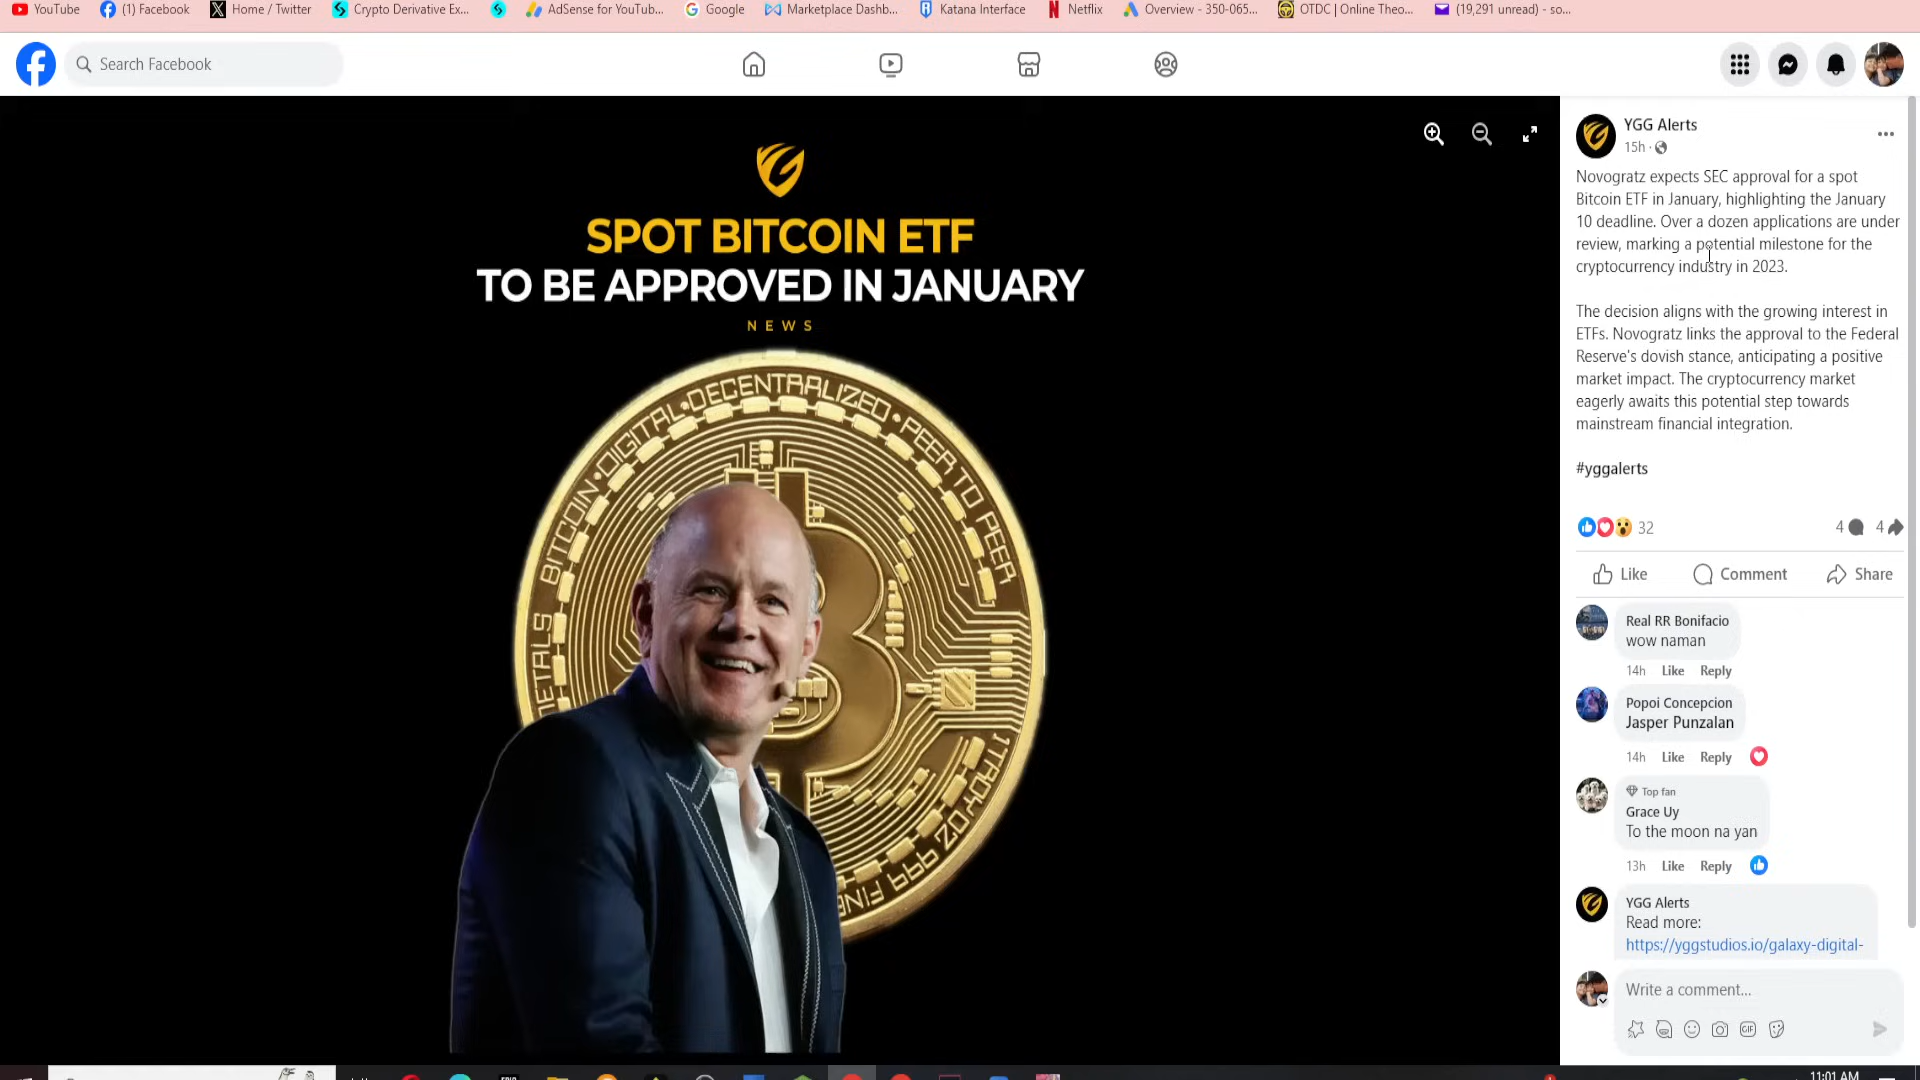 YouTube (1) Facebook Home / Twitter Crypto Derivative Ex... AdSense for YouTub... Google Marketplace Dashb... Katana Interface Netflix Overview - 350-065... OTDC | Online Theo... (19,291 unread) - so...
Search Facebook
SPOT BITCOIN ETF
TO BE APPROVED IN JANUARY
NEWS
BITCOIN•DIGITAL•DECENTRALIZED•PEER TO PEER
METALS
1 TROY OZ 999 FINE
YGG Alerts
15h ·
Novogratz expects SEC approval for a spot
Bitcoin ETF in January, highlighting the January
10 deadline. Over a dozen applications are under
review, marking a potential milestone for the
cryptocurrency industry in 2023.
The decision aligns with the growing interest in
ETFs. Novogratz links the approval to the Federal
Reserve's dovish stance, anticipating a positive
market impact. The cryptocurrency market
eagerly awaits this potential step towards
mainstream financial integration.
#yggalerts
32 4 4
Like Comment Share
Real RR Bonifacio
wow naman
14h Like Reply
Popoi Concepcion
Jasper Punzalan
14h Like Reply
Top fan
Grace Uy
To the moon na yan
13h Like Reply
YGG Alerts
Read more:
https://yggstudios.io/galaxy-digital-
Write a comment...
GIF
11:01 AM